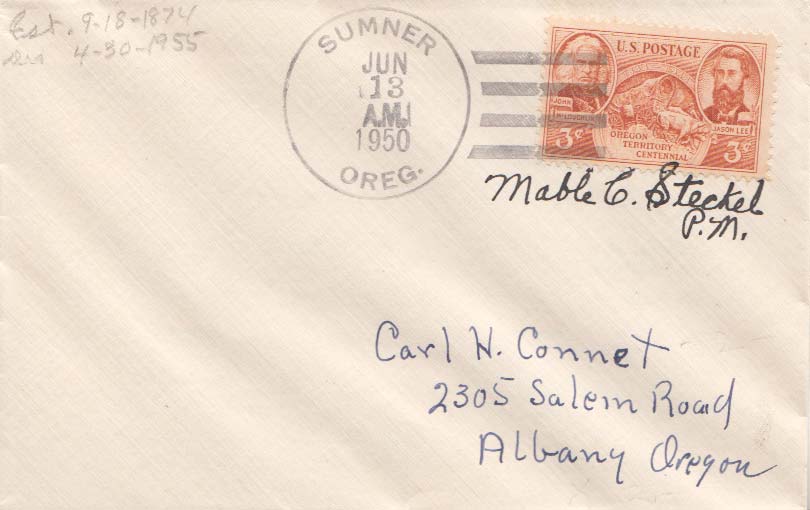 Est. 9-18-1874
Dis 4-30-1955
SUMNER
JUN
13
A.M.
1950
OREG.
U.S. POSTAGE
JOHN
McLOUGHLIN
JASON LEE
OREGON
TERRITORY
CENTENNIAL
3¢
3¢
Mable C. Steckel
P.M.
Carl H. Connet
2305 Salem Road
Albany Oregon